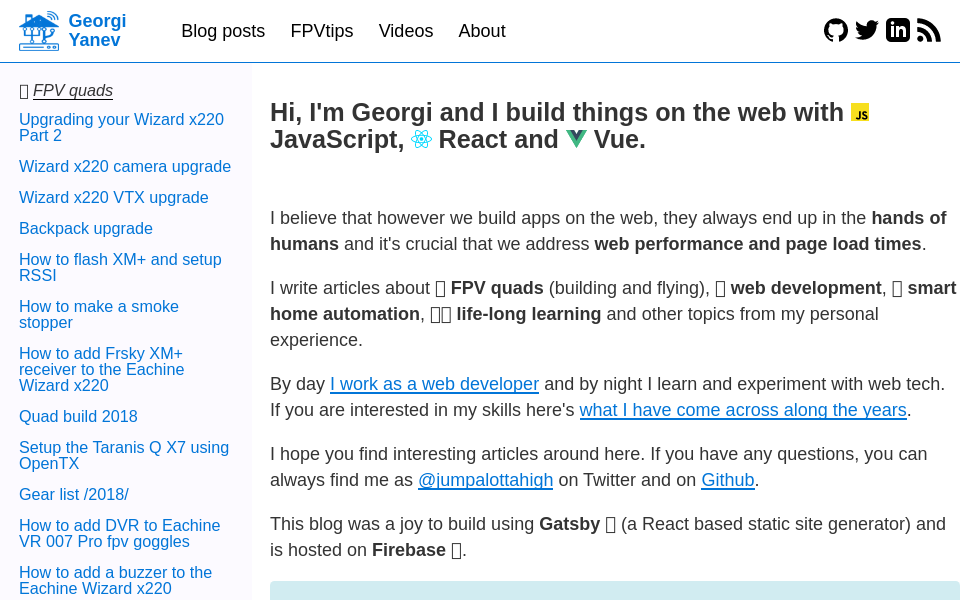 Georgi
Yanev
Blog posts
FPVtips
Videos
About
FPV quads
Upgrading your Wizard x220
Part 2
Wizard x220 camera upgrade
Wizard x220 VTX upgrade
Backpack upgrade
How to flash XM+ and setup
RSSI
How to make a smoke
stopper
How to add Frsky XM+
receiver to the Eachine
Wizard x220
Quad build 2018
Setup the Taranis Q X7 using
OpenTX
Gear list /2018/
How to add DVR to Eachine
VR 007 Pro fpv goggles
How to add a buzzer to the
Eachine Wizard x220
Hi, I'm Georgi and I build things on the web with JS
JavaScript, React and Vue.
I believe that however we build apps on the web, they always end up in the hands of
humans and it's crucial that we address web performance and page load times.
I write articles about FPV quads (building and flying), web development, smart
home automation, life-long learning and other topics from my personal
experience.
By day I work as a web developer and by night I learn and experiment with web tech.
If you are interested in my skills here's what I have come across along the years.
I hope you find interesting articles around here. If you have any questions, you can
always find me as @jumpalottahigh on Twitter and on Github.
This blog was a joy to build using Gatsby (a React based static site generator) and
is hosted on Firebase .